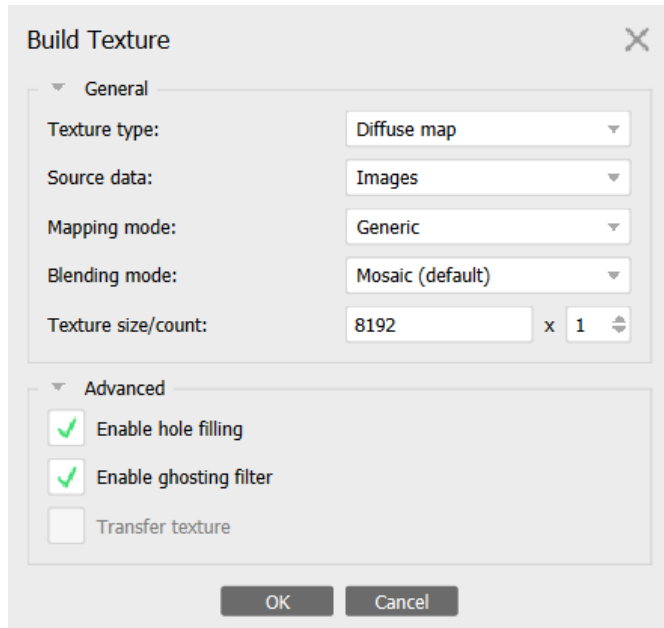 Build Texture
General
Texture type: Diffuse map
Source data: Images
Mapping mode: Generic
Blending mode: Mosaic (default)
Texture size/count: 8192 x 1
Advanced
Enable hole filling
Enable ghosting filter
Transfer texture
OK Cancel